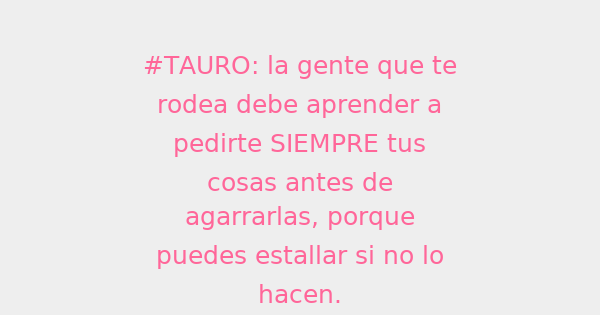 #TAURO: la gente que te
rodea debe aprender a
pedirte SIEMPRE tus
cosas antes de
agarrarlas, porque
puedes estallar si no lo
hacen.